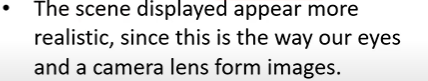 • The scene displayed appear more
realistic, since this is the way our eyes
and a camera lens form images.